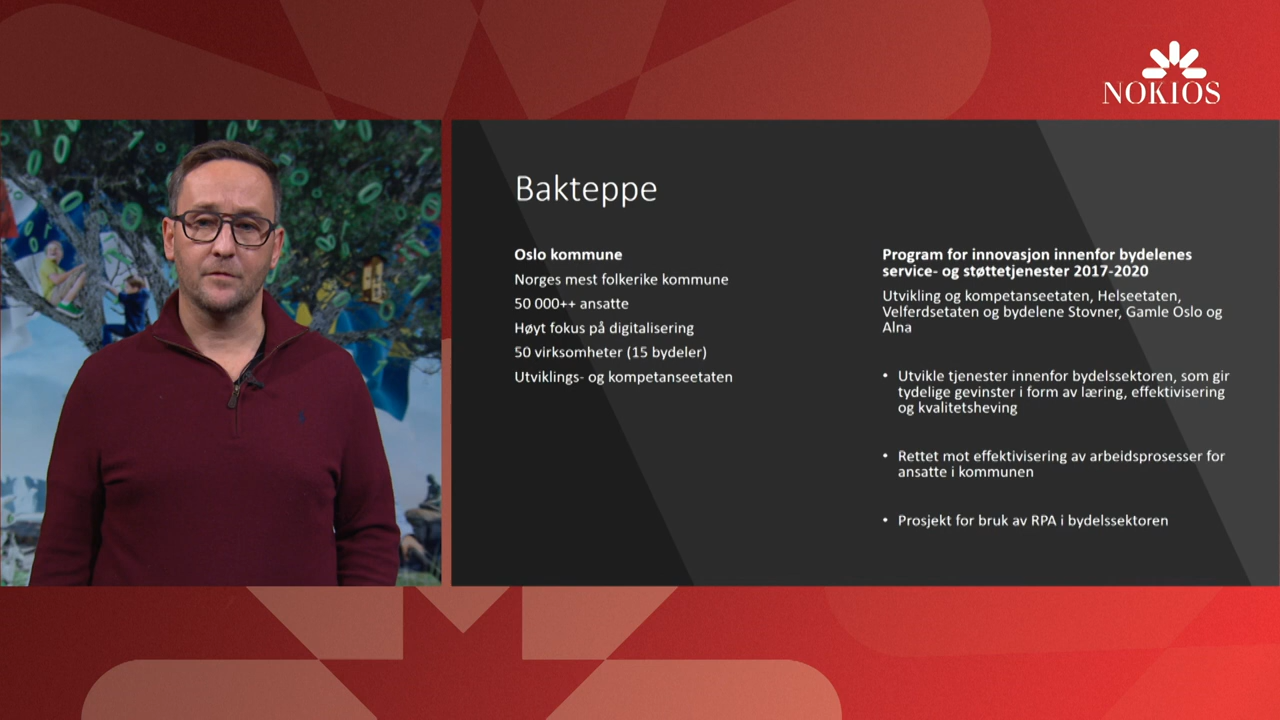 NOKIOS
Bakteppe
Oslo kommune
Norges mest folkerike kommune
50 000++ ansatte
Høyt fokus på digitalisering
50 virksomheter (15 bydeler)
Utviklings- og kompetanseetaten
Program for innovasjon innenfor bydelenes
service- og støttetjenester 2017-2020
Utvikling og kompetanseetaten, Helseetaten,
Velferdsetaten og bydelene Stovner, Gamle Oslo og
Alna
• Utvikle tjenester innenfor bydelssektoren, som gir
tydelige gevinster i form av læring, effektivisering
og kvalitetsheving
• Rettet mot effektivisering av arbeidsprosesser for
ansatte i kommunen
• Prosjekt for bruk av RPA i bydelssektoren